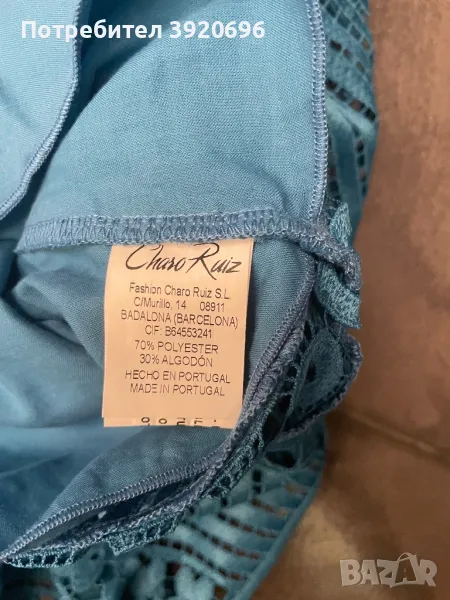 Потребител 3920696
Charo Ruiz
Fashion Charo Ruiz S.L.
C/Murillo, 14 08911
BADALONA (BARCELONA)
CIF: B64553241
70% POLYESTER
30% ALGODÓN
HECHO EN PORTUGAL
MADE IN PORTUGAL
bazar